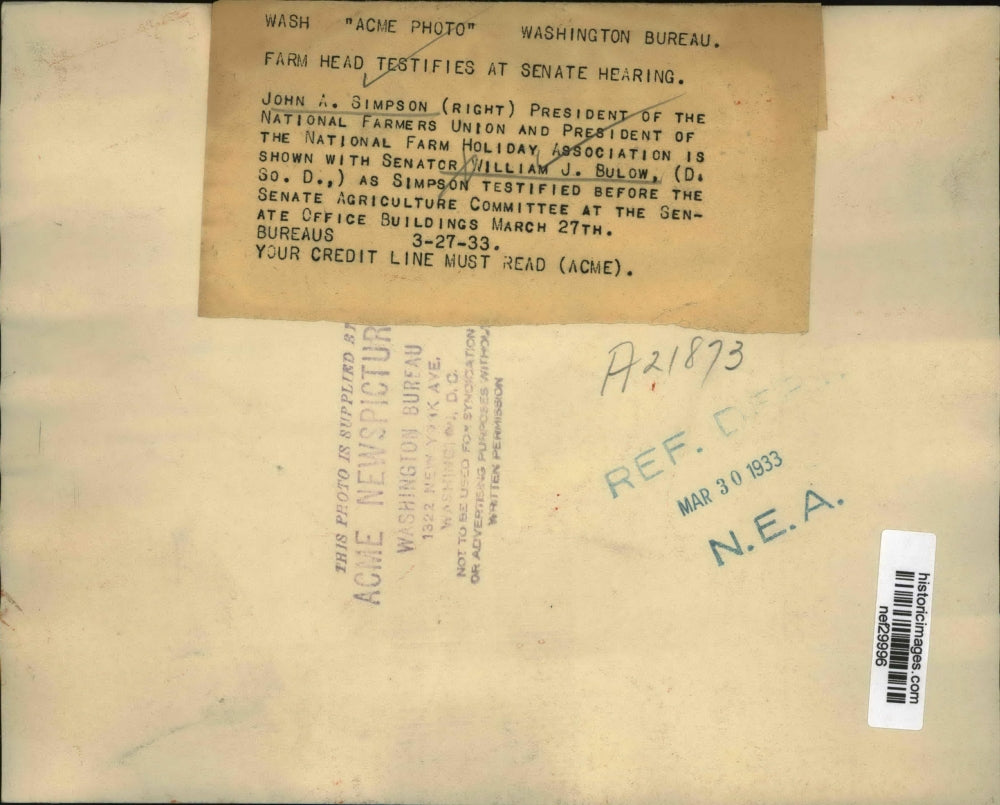 WASH "ACME PHOTO" WASHINGTON BUREAU.
FARM HEAD TESTIFIES AT SENATE HEARING.
JOHN A. SIMPSON (RIGHT) PRESIDENT OF THE
NATIONAL FARMERS UNION AND PRESIDENT OF
THE NATIONAL FARM HOLIDAY ASSOCIATION IS
SHOWN WITH SENATOR WILLIAM J. BULOW, (D.
SO. D.,) AS SIMPSON TESTIFIED BEFORE THE
SENATE AGRICULTURE COMMITTEE AT THE SEN-
ATE OFFICE BUILDINGS MARCH 27TH.
BUREAUS 3-27-33.
YOUR CREDIT LINE MUST READ (ACME).
THIS PHOTO IS SUPPLIED BY
ACME NEWSPICTUR
WASHINGTON BUREAU
1322 NEW YORK AVE.
WASHINGTON, D.C.
NOT TO BE USED FOR SYNDICATION
OR ADVERTISING PURPOSES WITHOU
WRITTEN PERMISSION
A21873
REF.
MAR 30 1933
N.E.A.
historicimages.com
nef29996